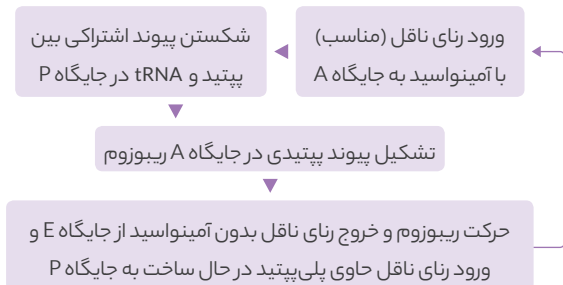 ورود رنای ناقل (مناسب)
با آمینواسید به جایگاه A
شکستن پیوند اشتراکی بین
پپتید و tRNA در جایگاه P
تشکیل پیوند پپتیدی در جایگاه A ریبوزوم
حرکت ریبوزوم و خروج رنای ناقل بدون آمینواسید از جایگاه E و
ورود رنای ناقل حاوی پلی‌پپتید در حال ساخت به جایگاه P